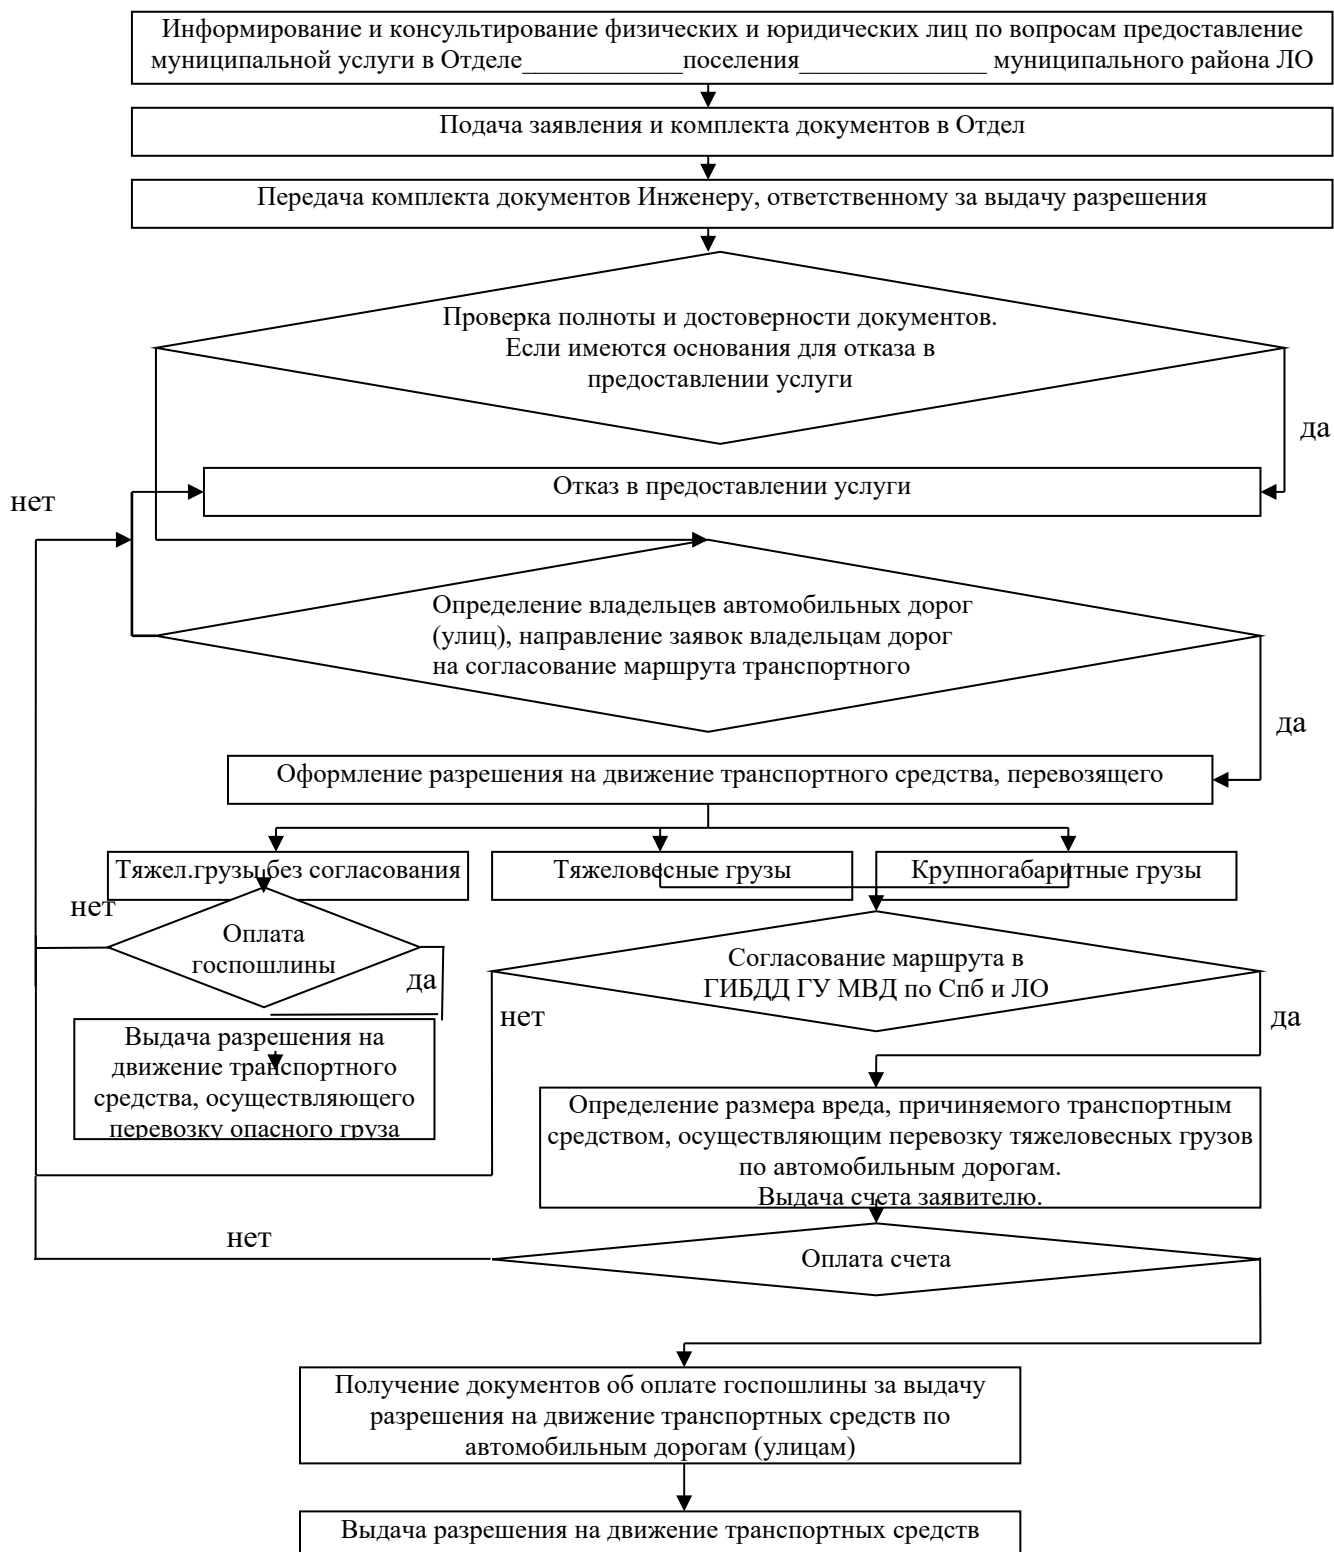 Информирование и консультирование физических и юридических лиц по вопросам предоставление
муниципальной услуги в Отделе____________поселения______________ муниципального района ЛО
Подача заявления и комплекта документов в Отдел
Передача комплекта документов Инженеру, ответственному за выдачу разрешения
Проверка полноты и достоверности документов.
Если имеются основания для отказа в
предоставлении услуги
да
Отказ в предоставлении услуги
нет
Определение владельцев автомобильных дорог
(улиц), направление заявок владельцам дорог
на согласование маршрута транспортного
да
Оформление разрешения на движение транспортного средства, перевозящего
Тяжел.грузы без согласования
Тяжеловесные грузы
Крупногабаритные грузы
нет
Оплата
госпошлины
да
Согласование маршрута в
ГИБДД ГУ МВД по Спб и ЛО
нет
да
Выдача разрешения на
движение транспортного
средства, осуществляющего
перевозку опасного груза
Определение размера вреда, причиняемого транспортным
средством, осуществляющим перевозку тяжеловесных грузов
по автомобильным дорогам.
Выдача счета заявителю.
нет
Оплата счета
Получение документов об оплате госпошлины за выдачу
разрешения на движение транспортных средств по
автомобильным дорогам (улицам)
Выдача разрешения на движение транспортных средств